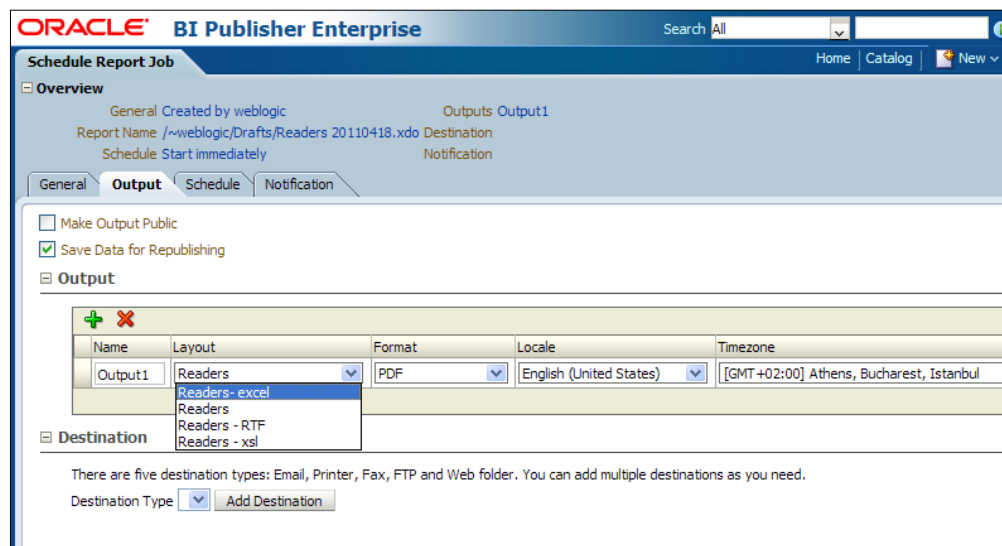 ORACLE BI Publisher Enterprise Search All
Schedule Report Job Home Catalog New
Overview
General Created by weblogic Outputs Output1
Report Name /~weblogic/Drafts/Readers 20110418.xdo Destination
Schedule Start immediately Notification
General Output Schedule Notification
Make Output Public
Save Data for Republishing
Output
Name Layout Format Locale Timezone
Output1 Readers PDF English (United States) [GMT+02:00] Athens, Bucharest, Istanbul
Readers- excel
Readers
Readers - RTF
Readers - xsl
Destination
There are five destination types: Email, Printer, Fax, FTP and Web folder. You can add multiple destinations as you need.
Destination Type Add Destination